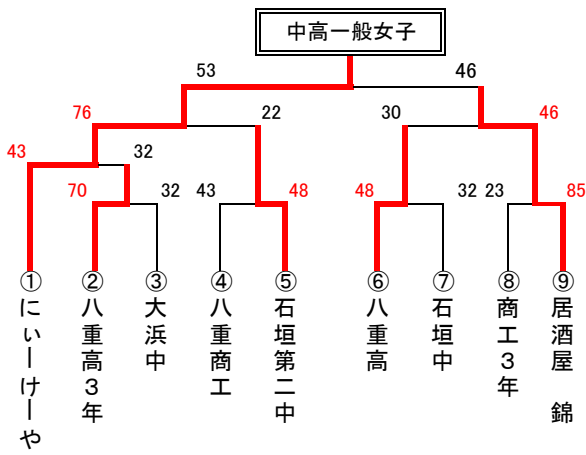 中高一般女子
53 46
76 22 30 46
43 32
70 32 43 48 48 32 23 85
①にぃーけーや
②八重高3年
③大浜中
④八重商工
⑤石垣第二中
⑥八重高
⑦石垣中
⑧商工3年
⑨居酒屋 錦